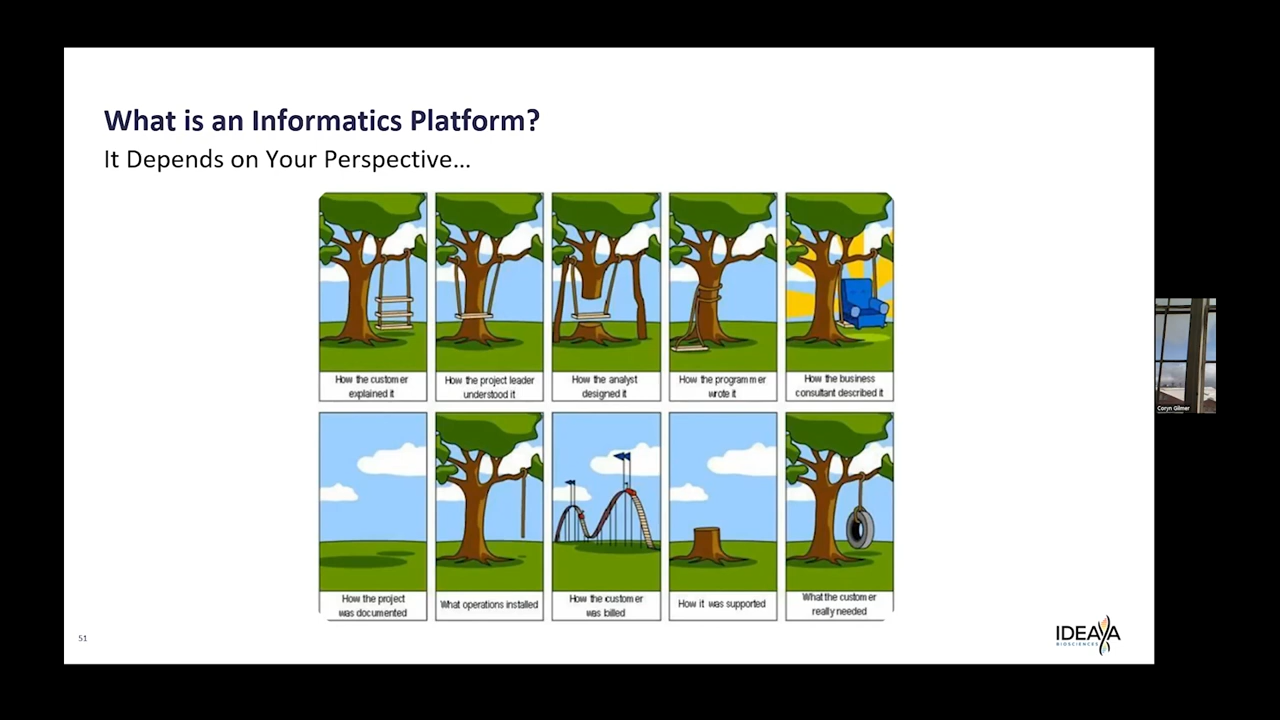 What is an Informatics Platform?
It Depends on Your Perspective…
How the customer
explained it
How the project leader
understood it
How the analyst
designed it
How the programmer
wrote it
How the business
consultant described it
How the project
was documented
What operations installed
How the customer
was billed
How it was supported
What the customer
really needed
51
IDEAYA
BIOSCIENCES
Coryn Gilmer